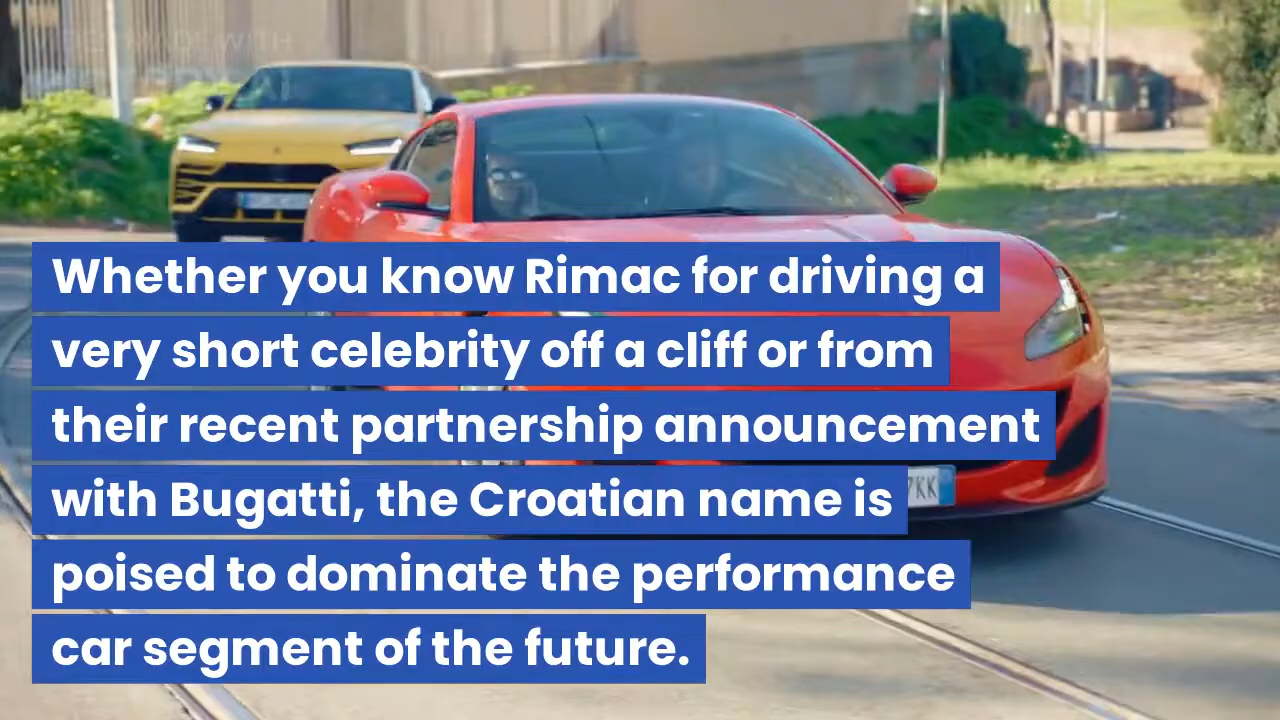 Whether you know Rimac for driving a
very short celebrity off a cliff or from
their recent partnership announcement
with Bugatti, the Croatian name is
poised to dominate the performance
car segment of the future.
7KK